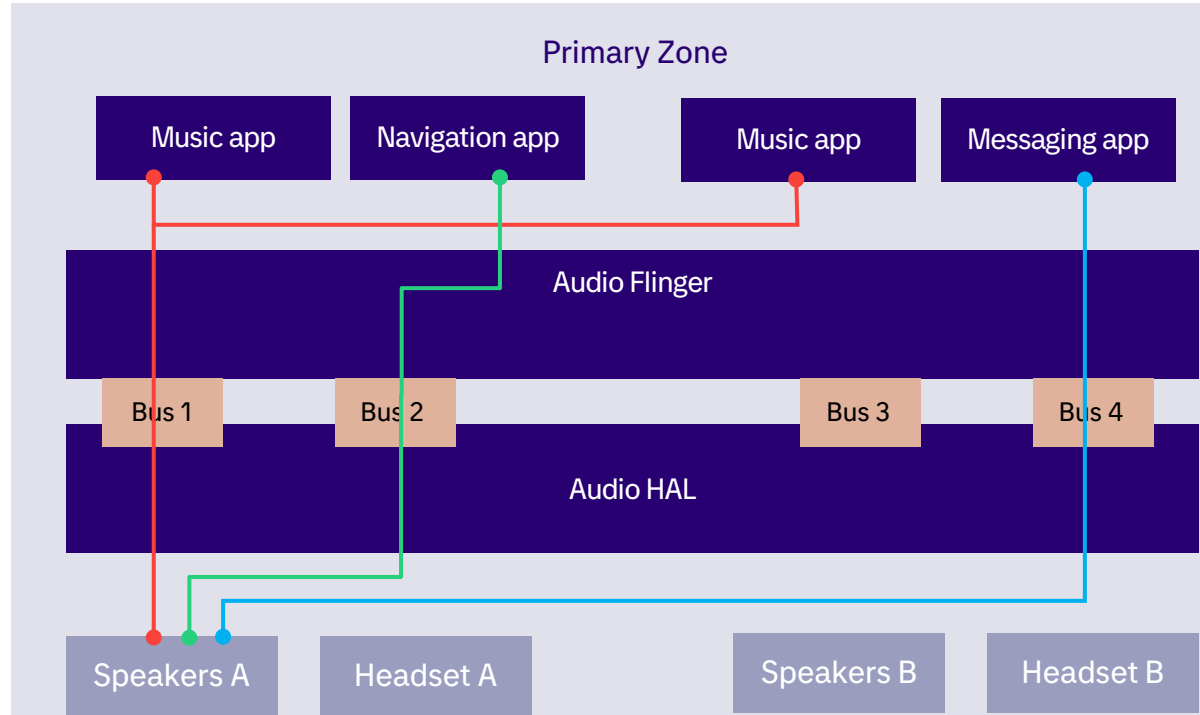 Primary Zone
Music app
Navigation app
Music app
Messaging app
Audio Flinger
Bus 1
Bus 2
Bus 3
Bus 4
Audio HAL
Speakers A
Headset A
Speakers B
Headset B